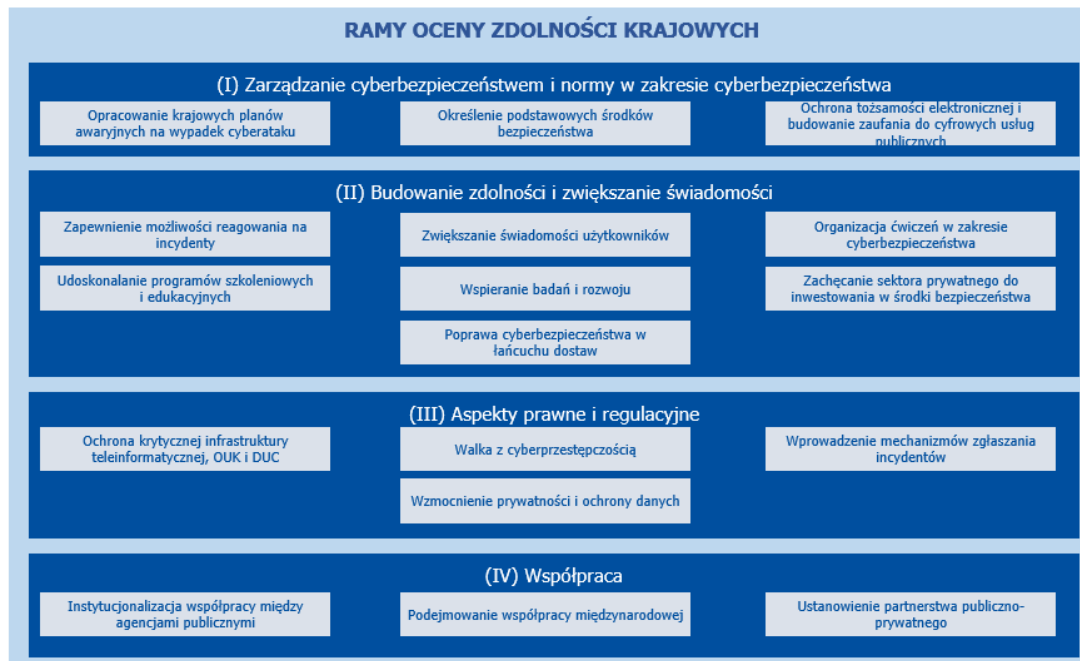 RAMY OCENY ZDOLNOŚCI KRAJOWYCH
(I) Zarządzanie cyberbezpieczeństwem i normy w zakresie cyberbezpieczeństwa
Opracowanie krajowych planów
awaryjnych na wypadek cyberataku
Określenie podstawowych środków
bezpieczeństwa
Ochrona tożsamości elektronicznej i
budowanie zaufania do cyfrowych usług
publicznych
(II) Budowanie zdolności i zwiększanie świadomości
Zapewnienie możliwości reagowania na
incydenty
Zwiększanie świadomości użytkowników
Organizacja ćwiczeń w zakresie
cyberbezpieczeństwa
Udoskonalanie programów szkoleniowych
i edukacyjnych
Wspieranie badań i rozwoju
Zachęcanie sektora prywatnego do
inwestowania w środki bezpieczeństwa
Poprawa cyberbezpieczeństwa w
łańcuchu dostaw
(III) Aspekty prawne i regulacyjne
Ochrona krytycznej infrastruktury
teleinformatycznej, OUK i DUC
Walka z cyberprzestępczością
Wprowadzenie mechanizmów zgłaszania
incydentów
Wzmocnienie prywatności i ochrony danych
(IV) Współpraca
Instytucjonalizacja współpracy między
agencjami publicznymi
Podejmowanie współpracy międzynarodowej
Ustanowienie partnerstwa publiczno-
prywatnego